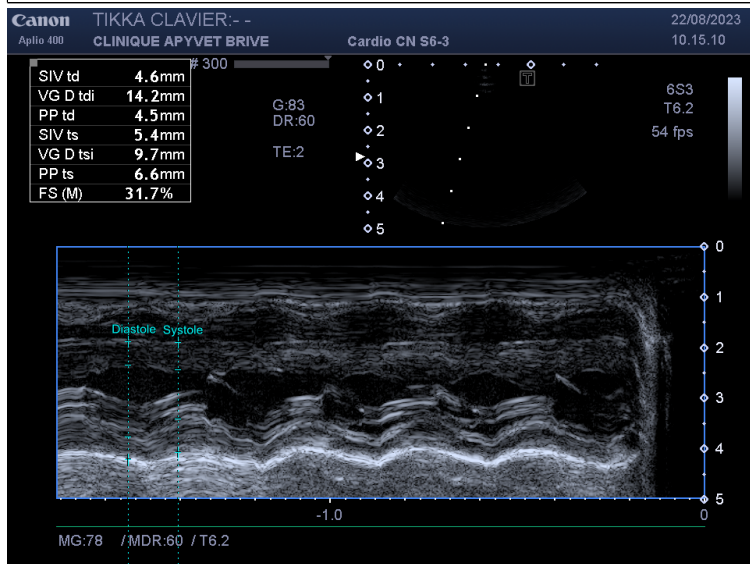 Canon TIKKA CLAVIER:- - 22/08/2023
Aplio 400 CLINIQUE APYVET BRIVE Cardio CN S6-3 10.15.10
# 300
SIV td 4.6mm
VG D tdi 14.2mm
PP td 4.5mm
SIV ts 5.4mm
VG D tsi 9.7mm
PP ts 6.6mm
FS (M) 31.7%
G:83
DR:60
TE:2
0
1
2
3
4
5
T
6S3
T6.2
54 fps
Diastole Systole
0
1
2
3
4
5
-1.0 0
MG:78 /MDR:60 / T6.2